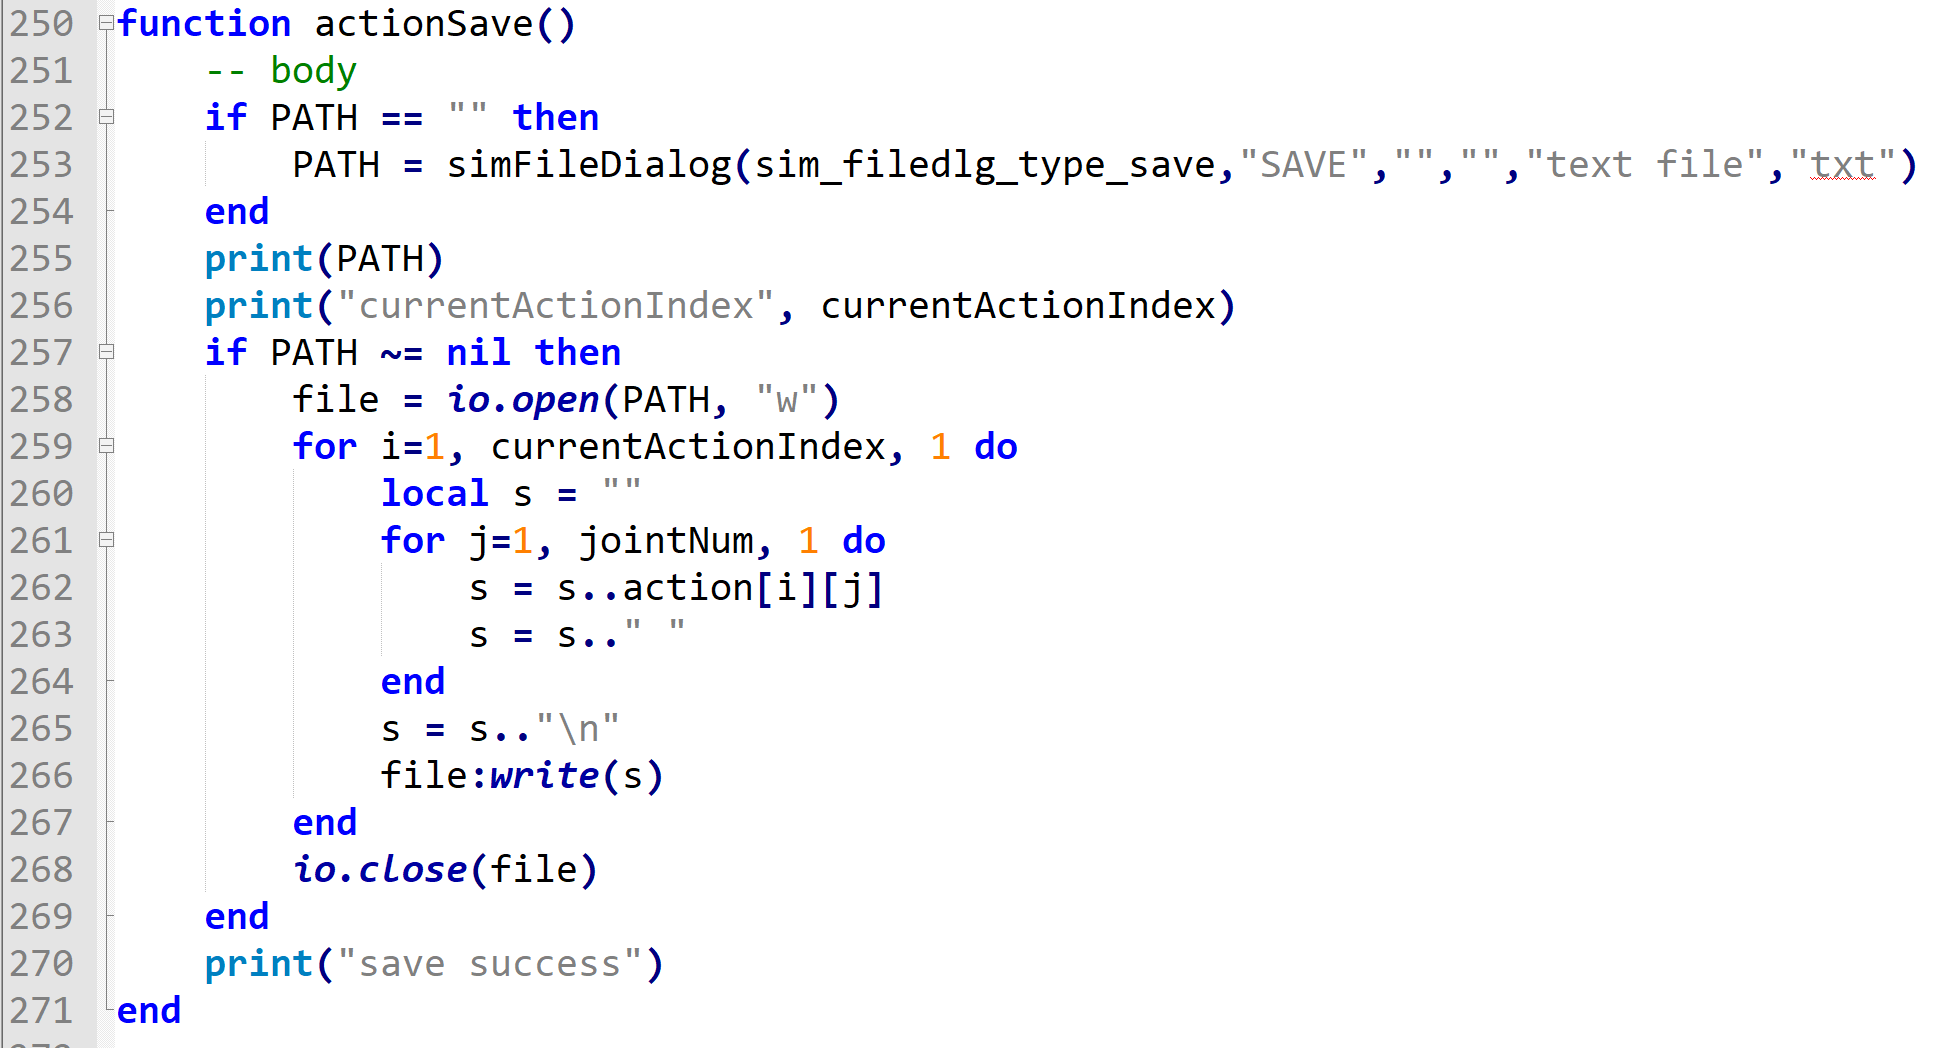 250 function actionSave()
251     -- body
252     if PATH == "" then
253         PATH = simFileDialog(sim_filedlg_type_save,"SAVE","","","text file","txt")
254     end
255     print(PATH)
256     print("currentActionIndex", currentActionIndex)
257     if PATH ~= nil then
258         file = io.open(PATH, "w")
259         for i=1, currentActionIndex, 1 do
260             local s = ""
261             for j=1, jointNum, 1 do
262                 s = s..action[i][j]
263                 s = s.." "
264             end
265             s = s.."\n"
266             file:write(s)
267         end
268         io.close(file)
269     end
270     print("save success")
271 end